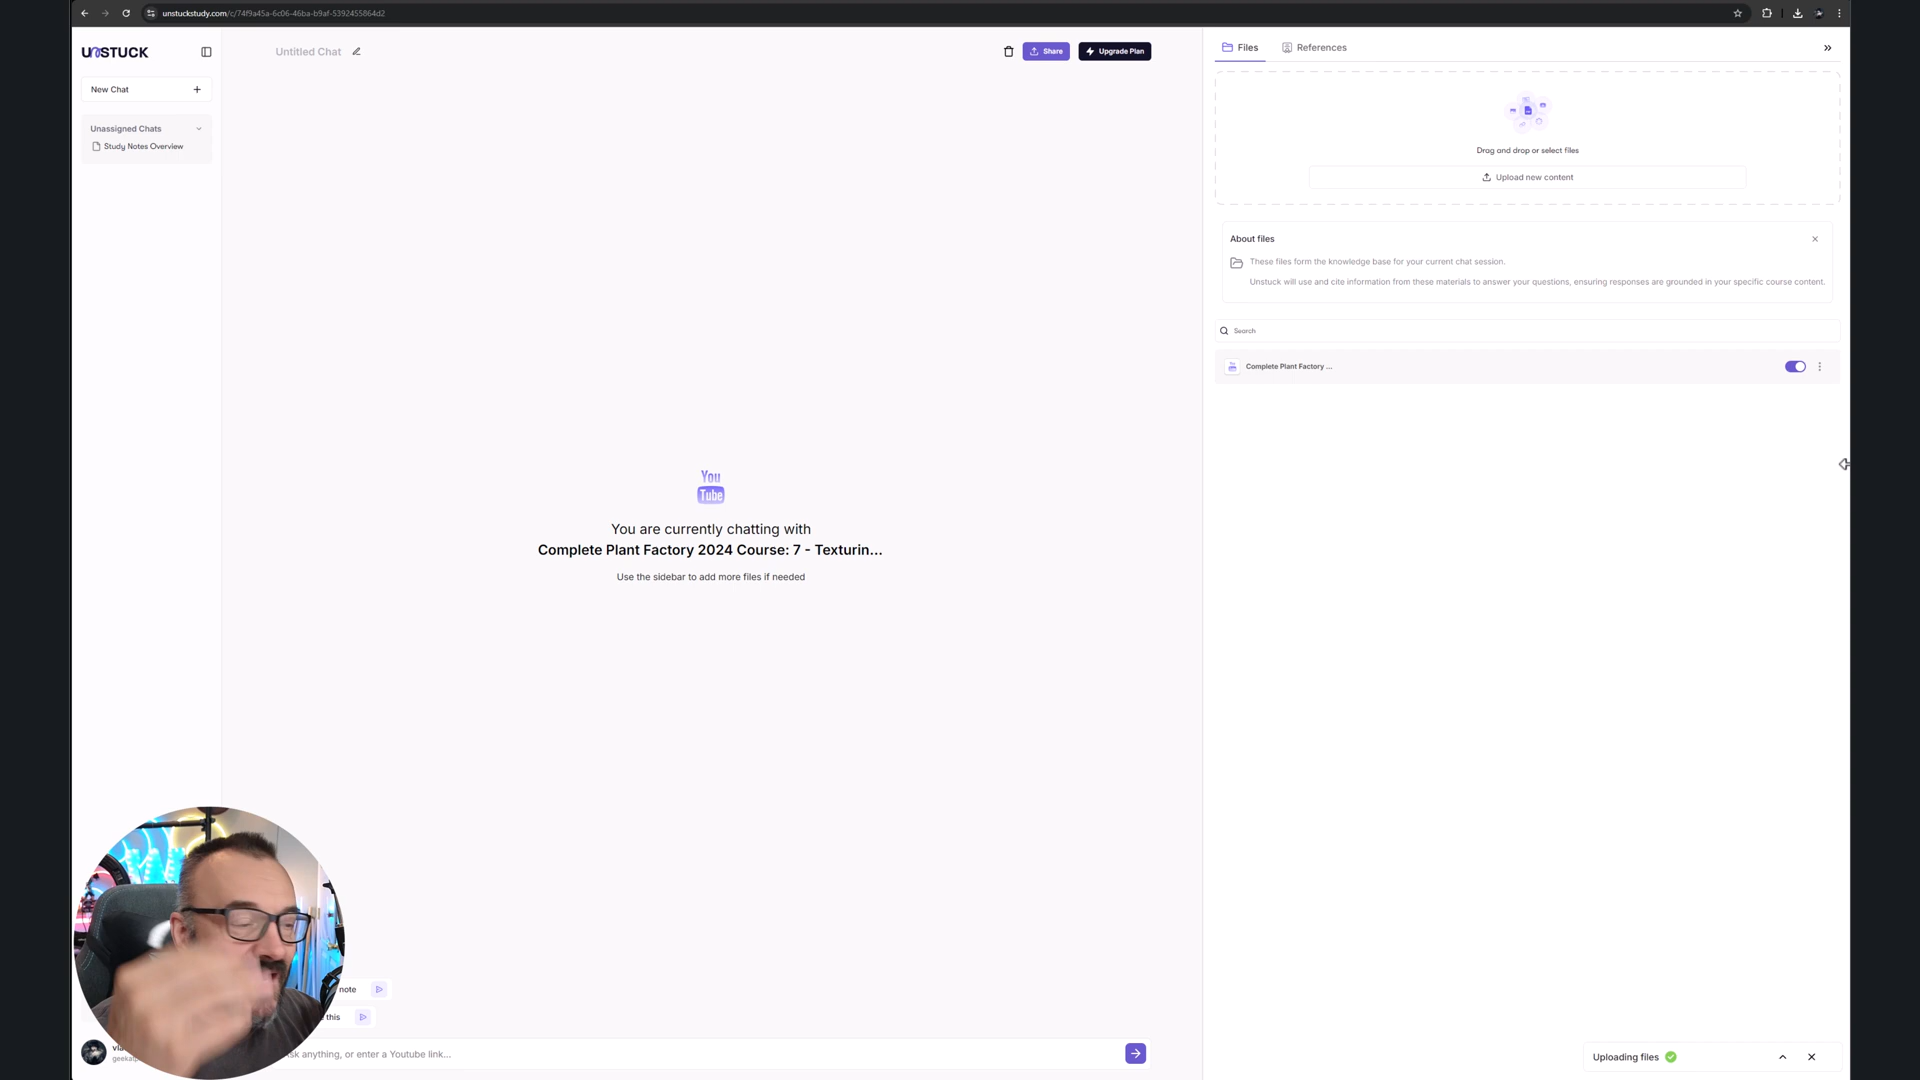 unstuckstudy.com/c/74f9a45a-6c06-46ba-b9af-5392455864d2
UNSTUCK
Untitled Chat
Share
Upgrade Plan
Files
References
New Chat
Unassigned Chats
Study Notes Overview
Drag and drop or select files
Upload new content
About files
These files form the knowledge base for your current chat session.
Unstuck will use and cite information from these materials to answer your questions, ensuring responses are grounded in your specific course content.
Search
Complete Plant Factory ...
You
Tube
You are currently chatting with
Complete Plant Factory 2024 Course: 7 - Texturin...
Use the sidebar to add more files if needed
note
this
sk anything, or enter a Youtube link...
Uploading files